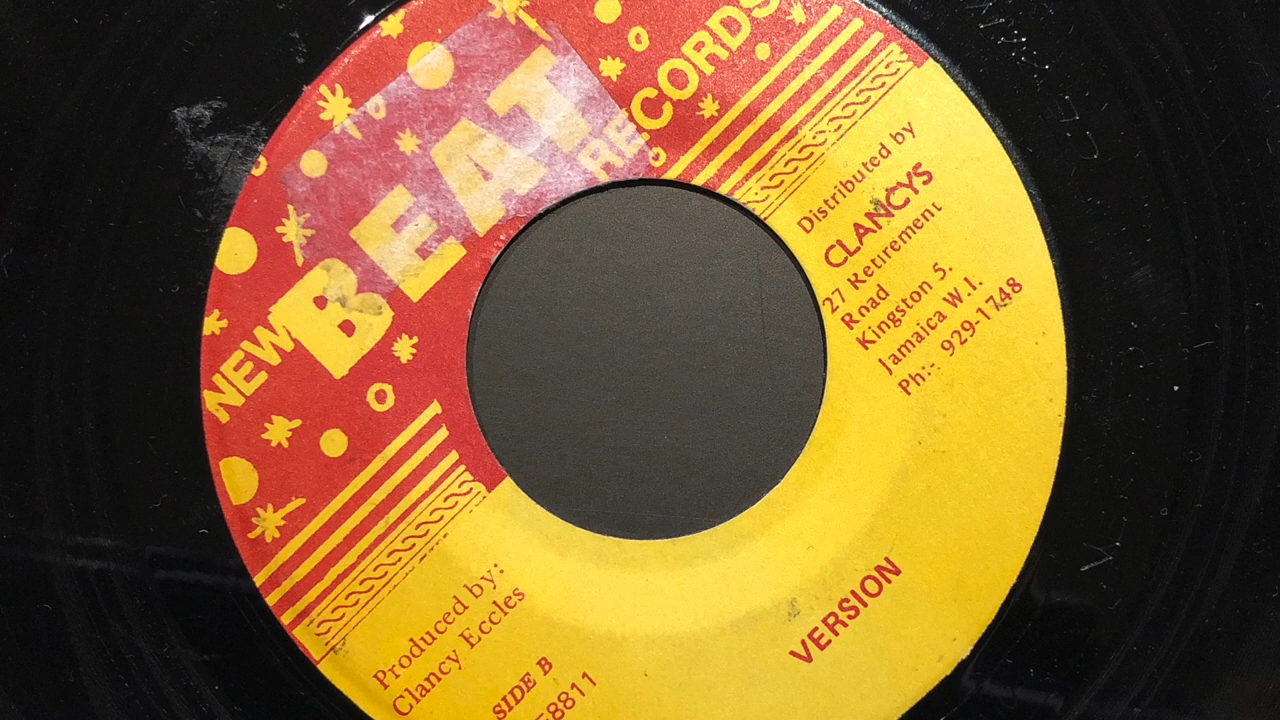 NEW BEAT RECORDS
Distributed by
CLANCYS
27 Retirement
Road
Kingston 5.
Jamaica W.I.
Ph:- 929-1748
Produced by:
Clancy Eccles
SIDE B
8811
VERSION